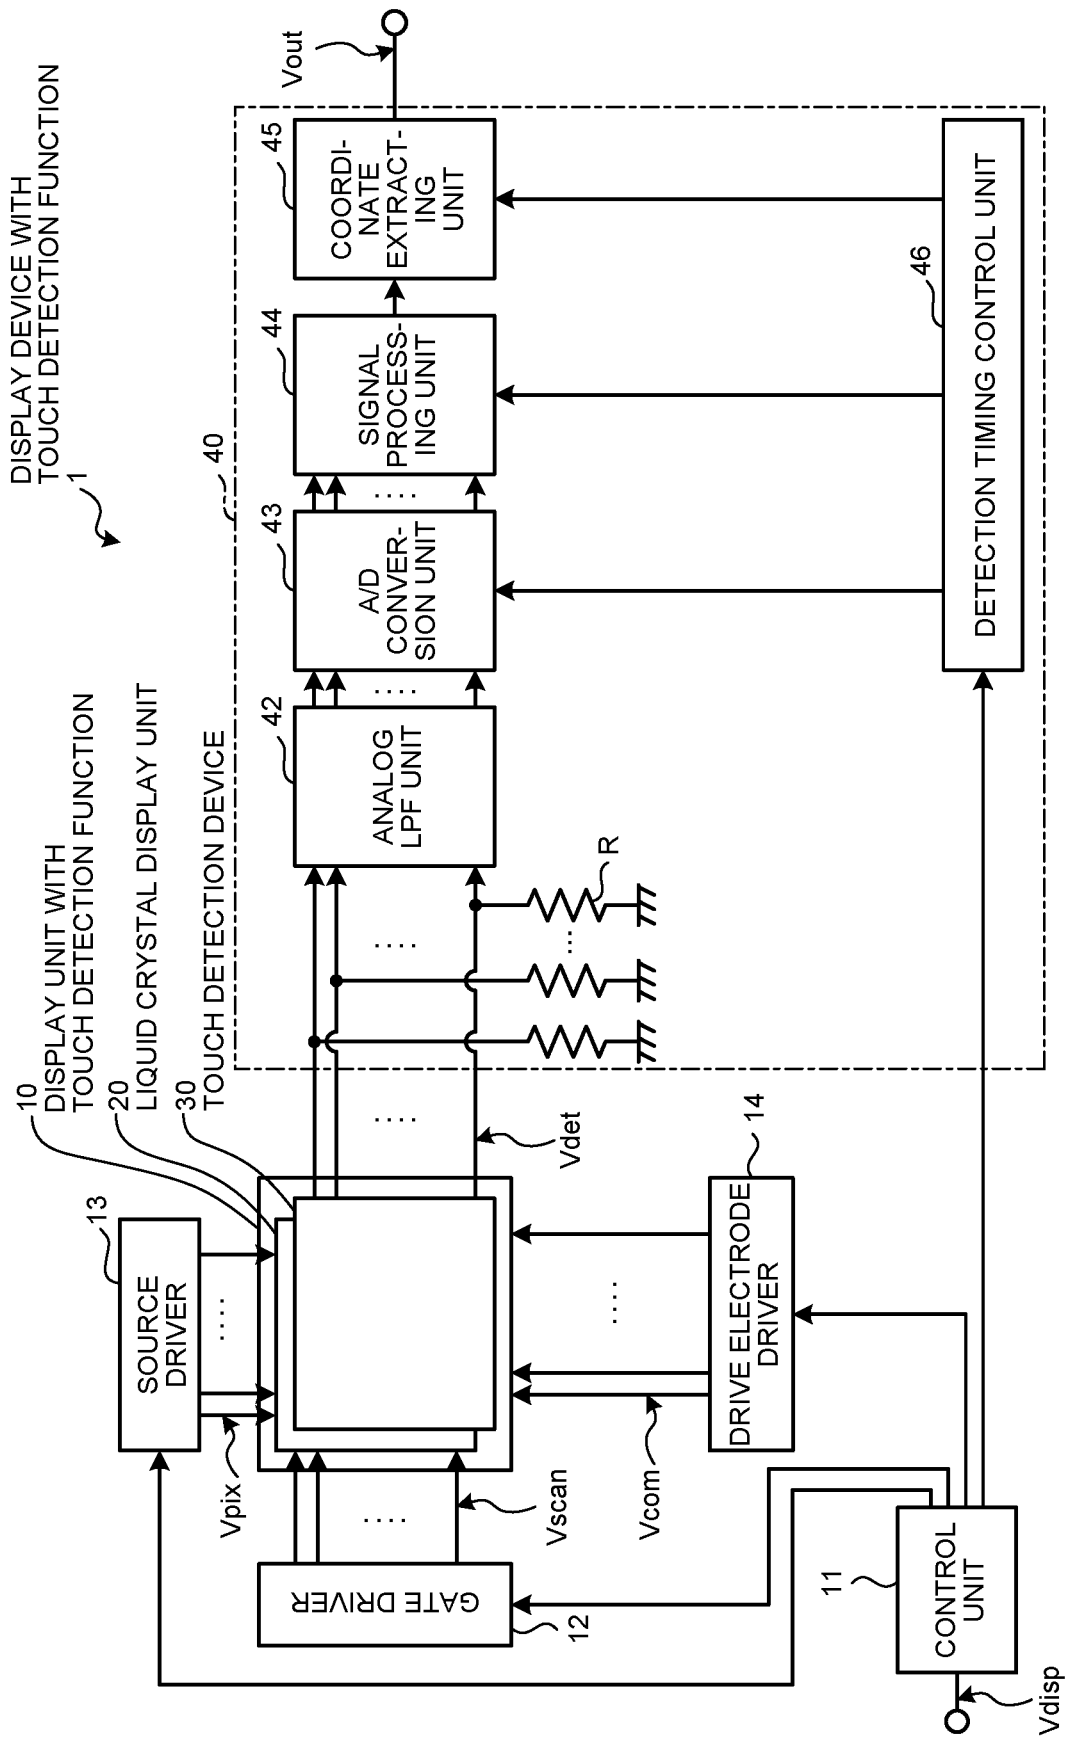 DISPLAY DEVICE WITH
TOUCH DETECTION FUNCTION
1
10
DISPLAY UNIT WITH
TOUCH DETECTION FUNCTION
20
LIQUID CRYSTAL DISPLAY UNIT
30
TOUCH DETECTION DEVICE
40
13
SOURCE
DRIVER
Vpix
....
GATE DRIVER
12
....
Vscan
....
Vdet
42
ANALOG
LPF UNIT
....
43
A/D
CONVER-
SION UNIT
....
44
SIGNAL
PROCESS-
ING UNIT
....
45
COORDI-
NATE
EXTRACT-
ING
UNIT
Vout
...
R
Vcom
....
14
DRIVE ELECTRODE
DRIVER
11
CONTROL
UNIT
Vdisp
46
DETECTION TIMING CONTROL UNIT